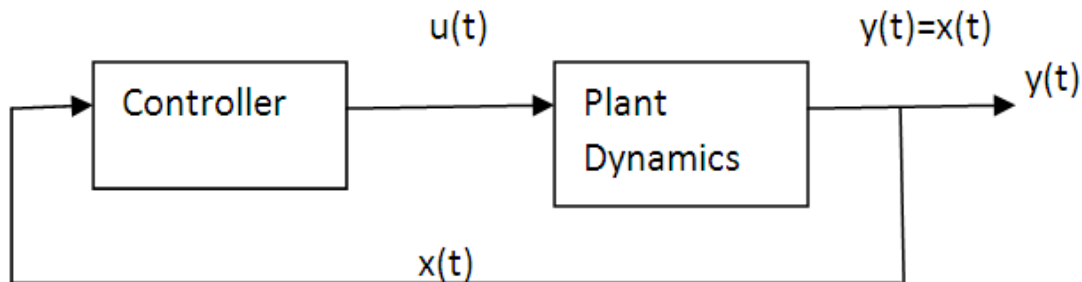 u(t)
y(t)=x(t)
y(t)
Controller
Plant
Dynamics
x(t)